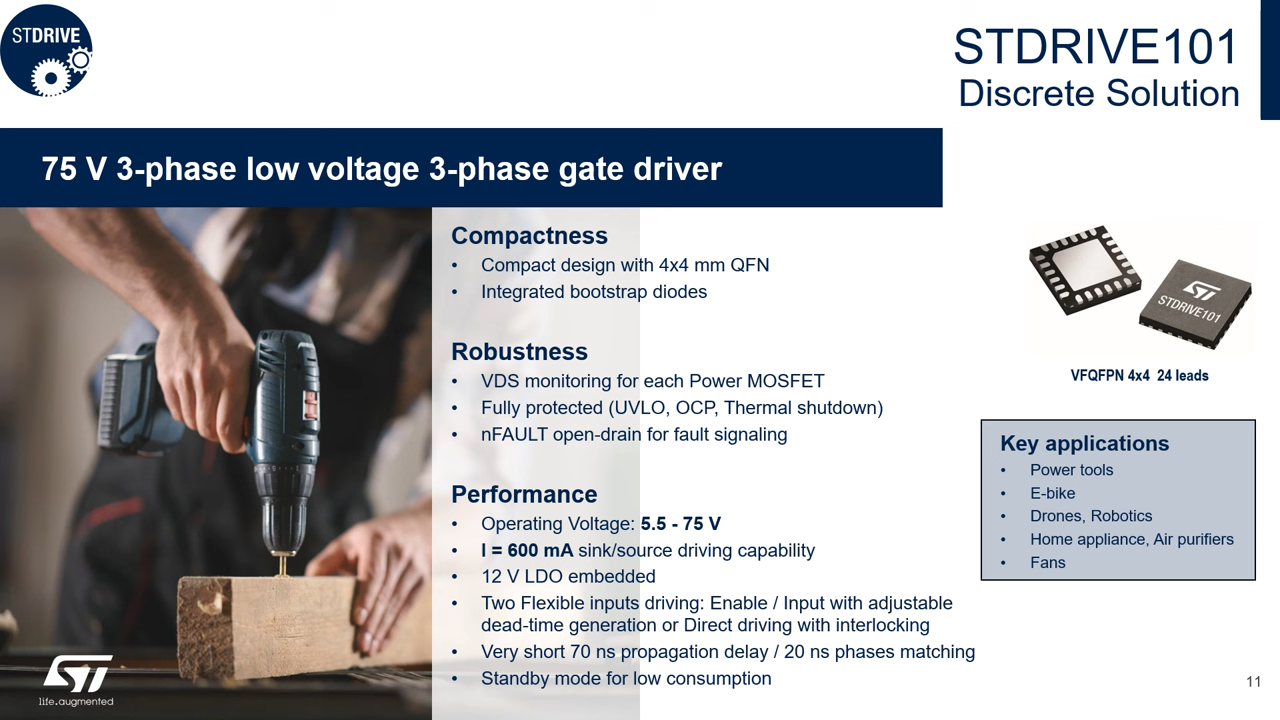 STDRIVE
STDRIVE101
Discrete Solution
75 V 3-phase low voltage 3-phase gate driver
Compactness
• Compact design with 4x4 mm QFN
• Integrated bootstrap diodes
Robustness
• VDS monitoring for each Power MOSFET
• Fully protected (UVLO, OCP, Thermal shutdown)
• nFAULT open-drain for fault signaling
Performance
• Operating Voltage: 5.5 - 75 V
• I = 600 mA sink/source driving capability
• 12 V LDO embedded
• Two Flexible inputs driving: Enable / Input with adjustable
dead-time generation or Direct driving with interlocking
• Very short 70 ns propagation delay / 20 ns phases matching
• Standby mode for low consumption
ST
STDRIVE101
VFQFPN 4x4 24 leads
Key applications
• Power tools
• E-bike
• Drones, Robotics
• Home appliance, Air purifiers
• Fans
ST
life.augmented
11